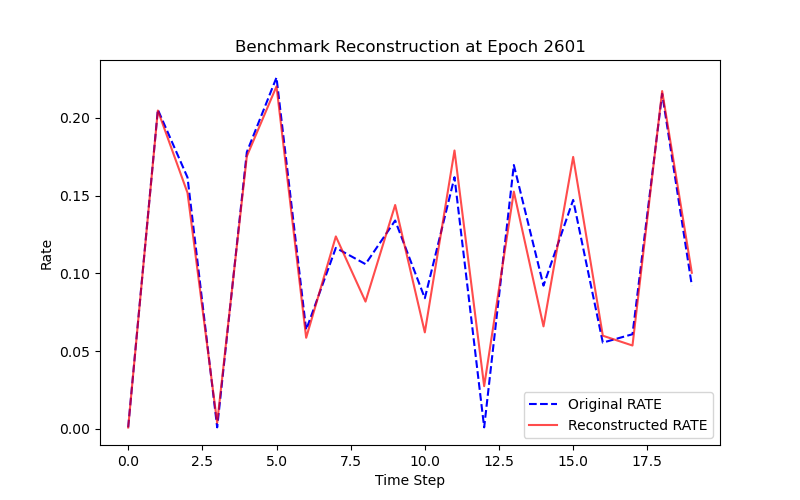 Benchmark Reconstruction at Epoch 2601
Rate
0.20
0.15
0.10
0.05
0.00
Original RATE
Reconstructed RATE
0.0 2.5 5.0 7.5 10.0 12.5 15.0 17.5
Time Step